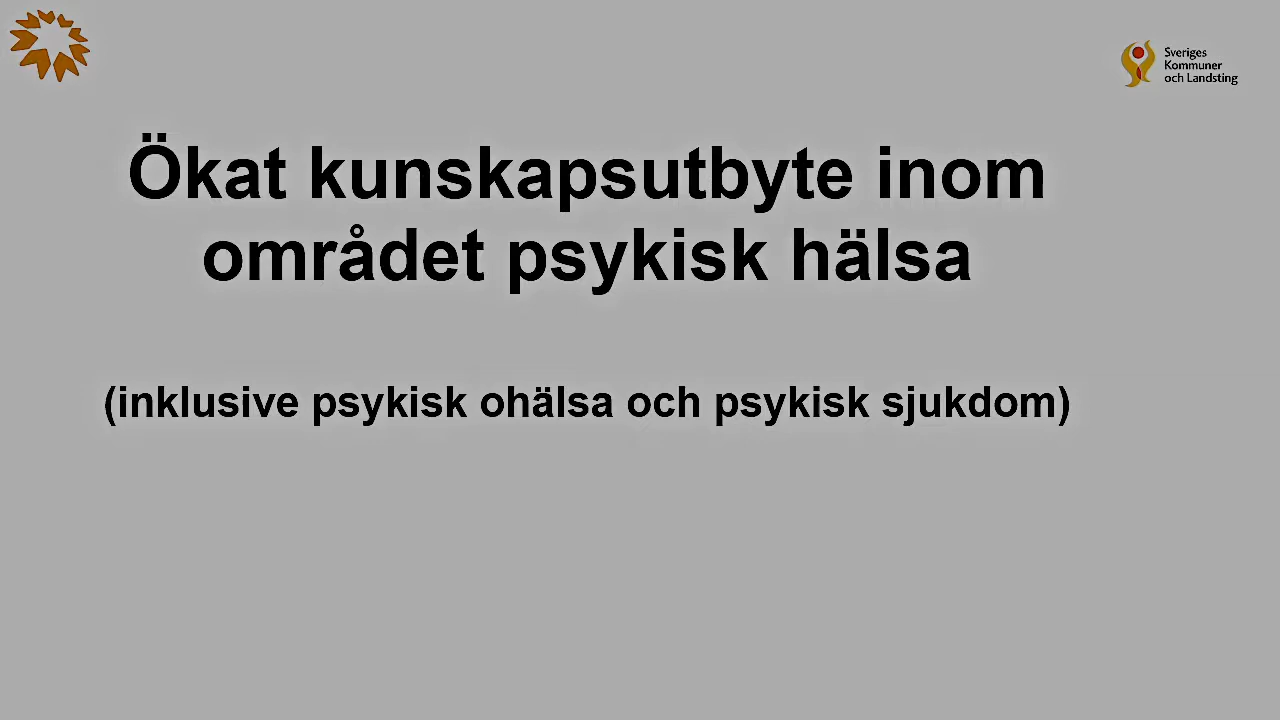 Sveriges
Kommuner
och Landsting
Ökat kunskapsutbyte inom
området psykisk hälsa
(inklusive psykisk ohälsa och psykisk sjukdom)